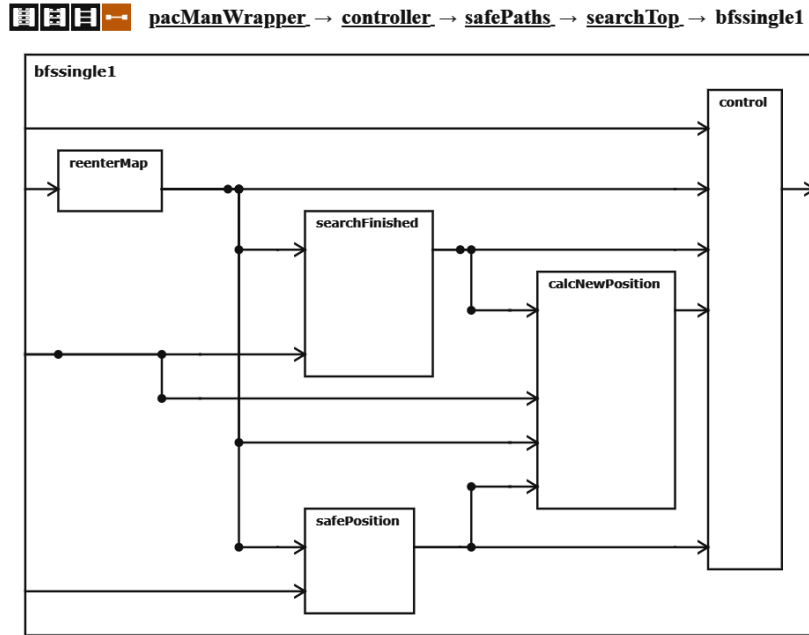 pacManWrapper → controller → safePaths → searchTop → bfssingle1
bfssingle1
control
reenterMap
searchFinished
calcNewPosition
safePosition